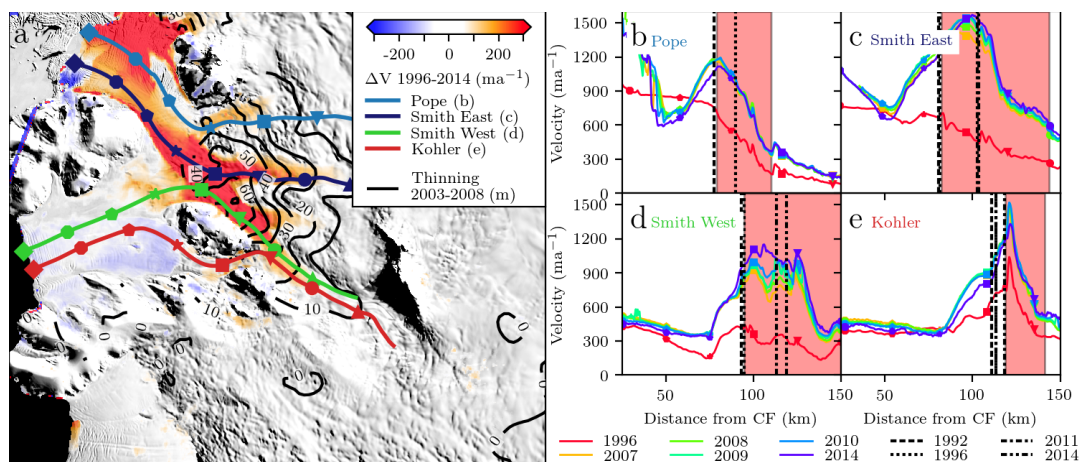 a
-200 0 300
ΔV 1996-2014 (ma⁻¹)
Pope (b)
Smith East (c)
Smith West (d)
Kohler (e)
Thinning
2003-2008 (m)
50
40
40
60
20
30
10
10
10
0
0
0
0
0
0
b Pope
c Smith East
d Smith West
e Kohler
Velocity (ma⁻¹)
1500
1200
900
600
300
0
Velocity (ma⁻¹)
1500
1200
900
600
300
0
50 100 150
50 100 150
Distance from CF (km)
Distance from CF (km)
1996 2008 2010 1992 2011
2007 2009 2014 1996 2014